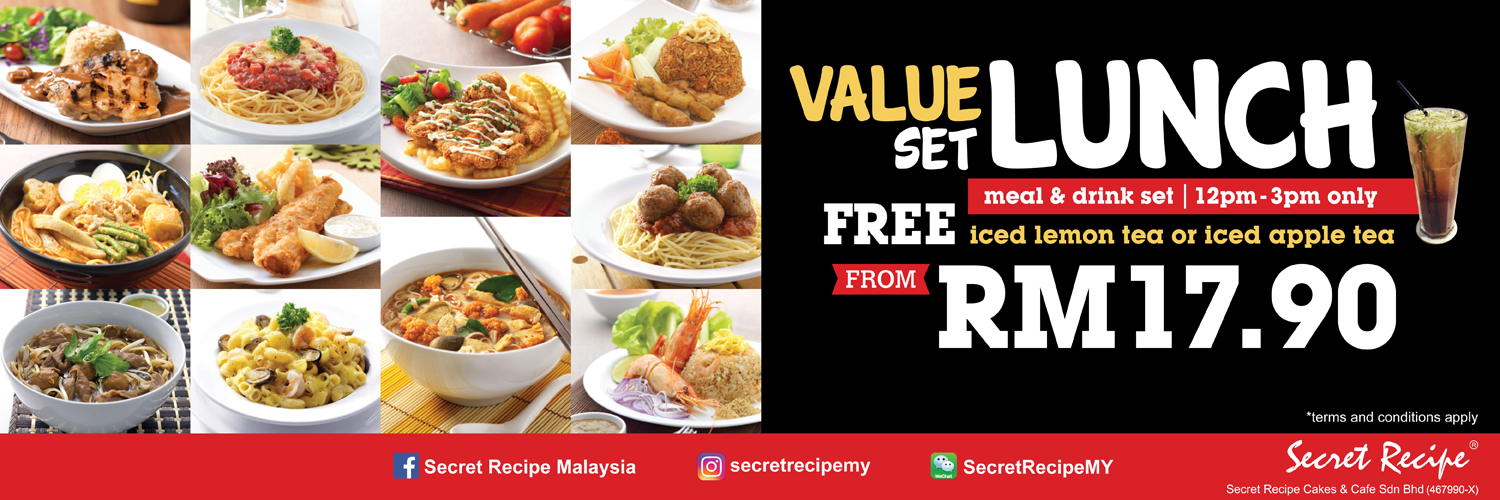 VALUE
SET
LUNCH
meal & drink set | 12pm-3pm only
FREE iced lemon tea or iced apple tea
FROM RM17.90
*terms and conditions apply
Secret Recipe Malaysia
secretrecipemy
WeChat
SecretRecipeMY
Secret Recipe®
Secret Recipe Cakes & Cafe Sdn Bhd (467990-X)